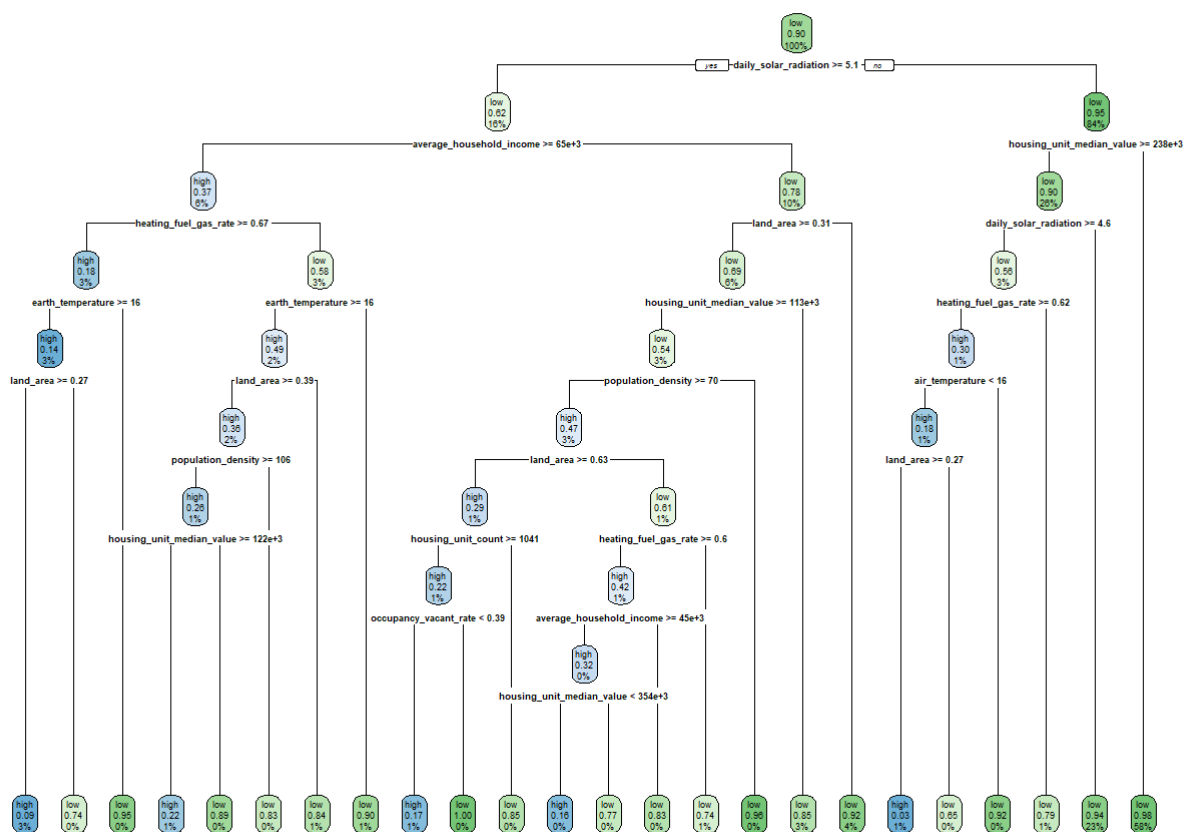 low
0.90
100%
yes
daily_solar_radiation >= 5.1
no
low
0.62
16%
low
0.95
84%
average_household_income >= 65e+3
housing_unit_median_value >= 238e+3
high
0.37
6%
low
0.78
10%
low
0.90
26%
heating_fuel_gas_rate >= 0.67
land_area >= 0.31
daily_solar_radiation >= 4.6
high
0.18
3%
low
0.58
3%
low
0.69
6%
low
0.56
3%
earth_temperature >= 16
earth_temperature >= 16
housing_unit_median_value >= 113e+3
heating_fuel_gas_rate >= 0.62
high
0.14
3%
high
0.49
2%
low
0.54
3%
high
0.30
1%
land_area >= 0.27
land_area >= 0.39
population_density >= 70
air_temperature < 16
high
0.36
2%
high
0.47
3%
high
0.18
1%
population_density >= 106
land_area >= 0.63
land_area >= 0.27
high
0.26
1%
high
0.29
1%
low
0.61
1%
housing_unit_median_value >= 122e+3
housing_unit_count >= 1041
heating_fuel_gas_rate >= 0.6
high
0.22
1%
high
0.42
1%
occupancy_vacant_rate < 0.39
average_household_income >= 45e+3
high
0.32
0%
housing_unit_median_value < 354e+3
high
0.09
3%
low
0.74
0%
low
0.95
0%
high
0.22
1%
low
0.89
0%
low
0.83
0%
low
0.84
1%
low
0.90
1%
high
0.17
1%
low
1.00
0%
low
0.85
0%
high
0.16
0%
low
0.77
0%
low
0.83
0%
low
0.74
1%
low
0.96
0%
low
0.85
3%
low
0.92
4%
high
0.03
1%
low
0.65
0%
low
0.92
0%
low
0.79
1%
low
0.94
23%
low
0.98
58%